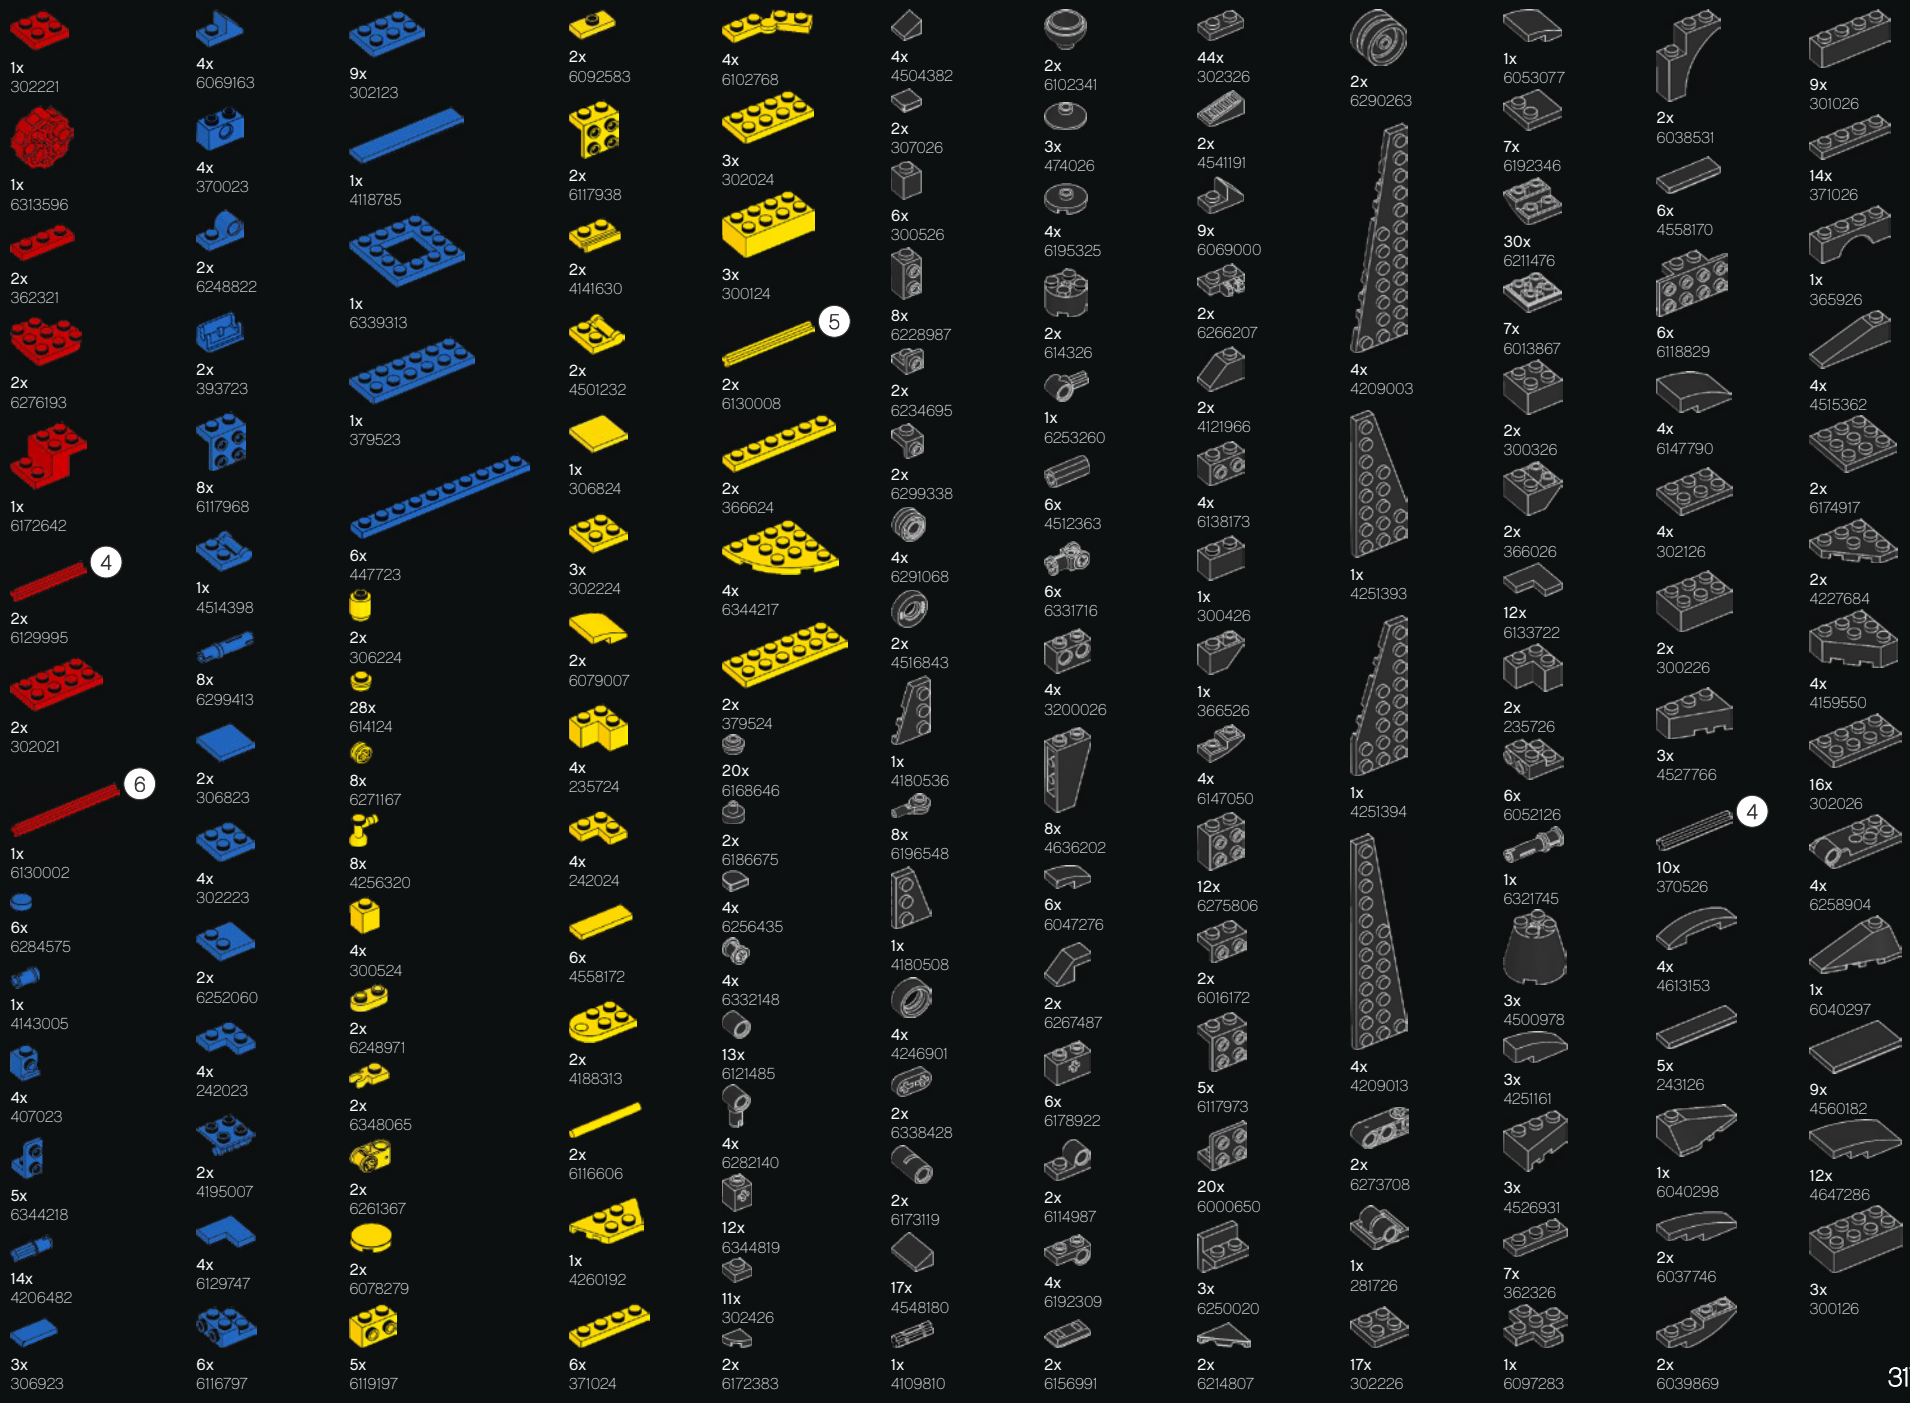 1x
302221
1x
6313596
2x
362321
2x
6276193
1x
6172642
4
2x
6129995
2x
302021
6
1x
6130002
6x
6284575
1x
4143005
4x
407023
5x
6344218
14x
4206482
3x
306923
4x
6069163
4x
370023
2x
6248822
2x
393723
8x
6117968
1x
4514398
8x
6299413
2x
306823
4x
302223
2x
6252060
4x
242023
2x
4195007
4x
6129747
6x
6116797
9x
302123
1x
4118785
1x
6339313
1x
379523
6x
447723
2x
306224
28x
614124
8x
6271167
8x
4256320
4x
300524
2x
6248971
2x
6348065
2x
6261367
2x
6078279
5x
6119197
2x
6092583
2x
6117938
2x
4141630
2x
4501232
1x
306824
3x
302224
2x
6079007
4x
235724
4x
242024
6x
4558172
2x
4188313
2x
6116606
1x
4260192
6x
371024
4x
6102768
3x
302024
3x
300124
5
2x
6130008
2x
366624
4x
6344217
2x
379524
20x
6168646
2x
6186675
4x
6256435
4x
6332148
13x
6121485
4x
6282140
12x
6344819
11x
302426
2x
6172383
4x
4504382
2x
307026
6x
300526
8x
6228987
2x
6234695
2x
6299338
4x
6291068
2x
4516843
1x
4180536
8x
6196548
1x
4180508
4x
4246901
2x
6338428
2x
6173119
17x
4548180
1x
4109810
2x
6102341
3x
474026
4x
6195325
2x
614326
1x
6253260
6x
4512363
6x
6331716
4x
3200026
8x
4636202
6x
6047276
2x
6267487
6x
6178922
2x
6114987
4x
6192309
2x
6156991
44x
302326
2x
4541191
9x
6069000
2x
6266207
2x
4121966
4x
6138173
1x
300426
1x
366526
4x
6147050
12x
6275806
2x
6016172
5x
6117973
20x
6000650
3x
6250020
2x
6214807
2x
6290263
4x
4209003
1x
4251393
1x
4251394
4x
4209013
2x
6273708
1x
281726
17x
302226
1x
6053077
7x
6192346
30x
6211476
7x
6013867
2x
300326
2x
366026
12x
6133722
2x
235726
6x
6052126
1x
6321745
3x
4500978
3x
4251161
3x
4526931
7x
362326
1x
6097283
2x
6038531
6x
4558170
6x
6118829
4x
6147790
4x
302126
2x
300226
3x
4527766
4
10x
370526
4x
4613153
5x
243126
1x
6040298
2x
6037746
2x
6039869
9x
301026
14x
371026
1x
365926
4x
4515362
2x
6174917
2x
4227684
4x
4159550
16x
302026
4x
6258904
1x
6040297
9x
4560182
12x
4647286
3x
300126